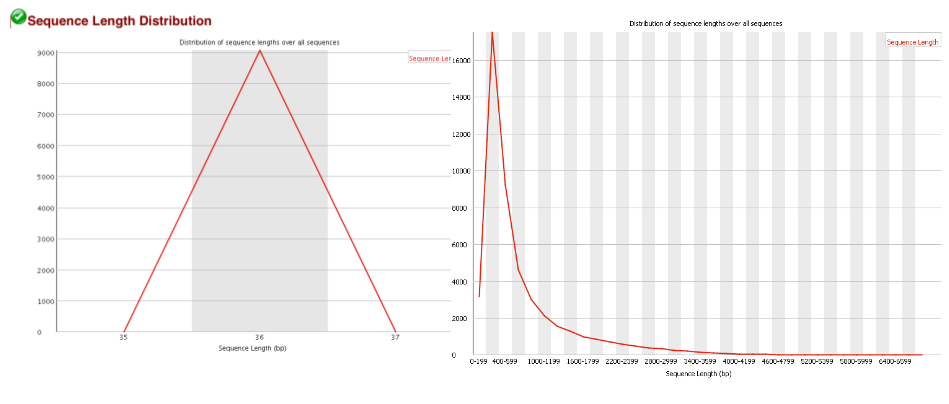 Sequence Length Distribution
Distribution of sequence lengths over all sequences
Sequence Ler
9000
8000
7000
6000
5000
4000
3000
2000
1000
0
35 36 37
Sequence Length (bp)
Distribution of sequence lengths over all sequences
Sequence Length
16000
14000
12000
10000
8000
6000
4000
2000
0
0-199 400-599 1000-1199 1600-1799 2200-2399 2800-2999 3400-3599 4000-4199 4600-4799 5200-5399 5800-5999 6400-6599
Sequence Length (bp)